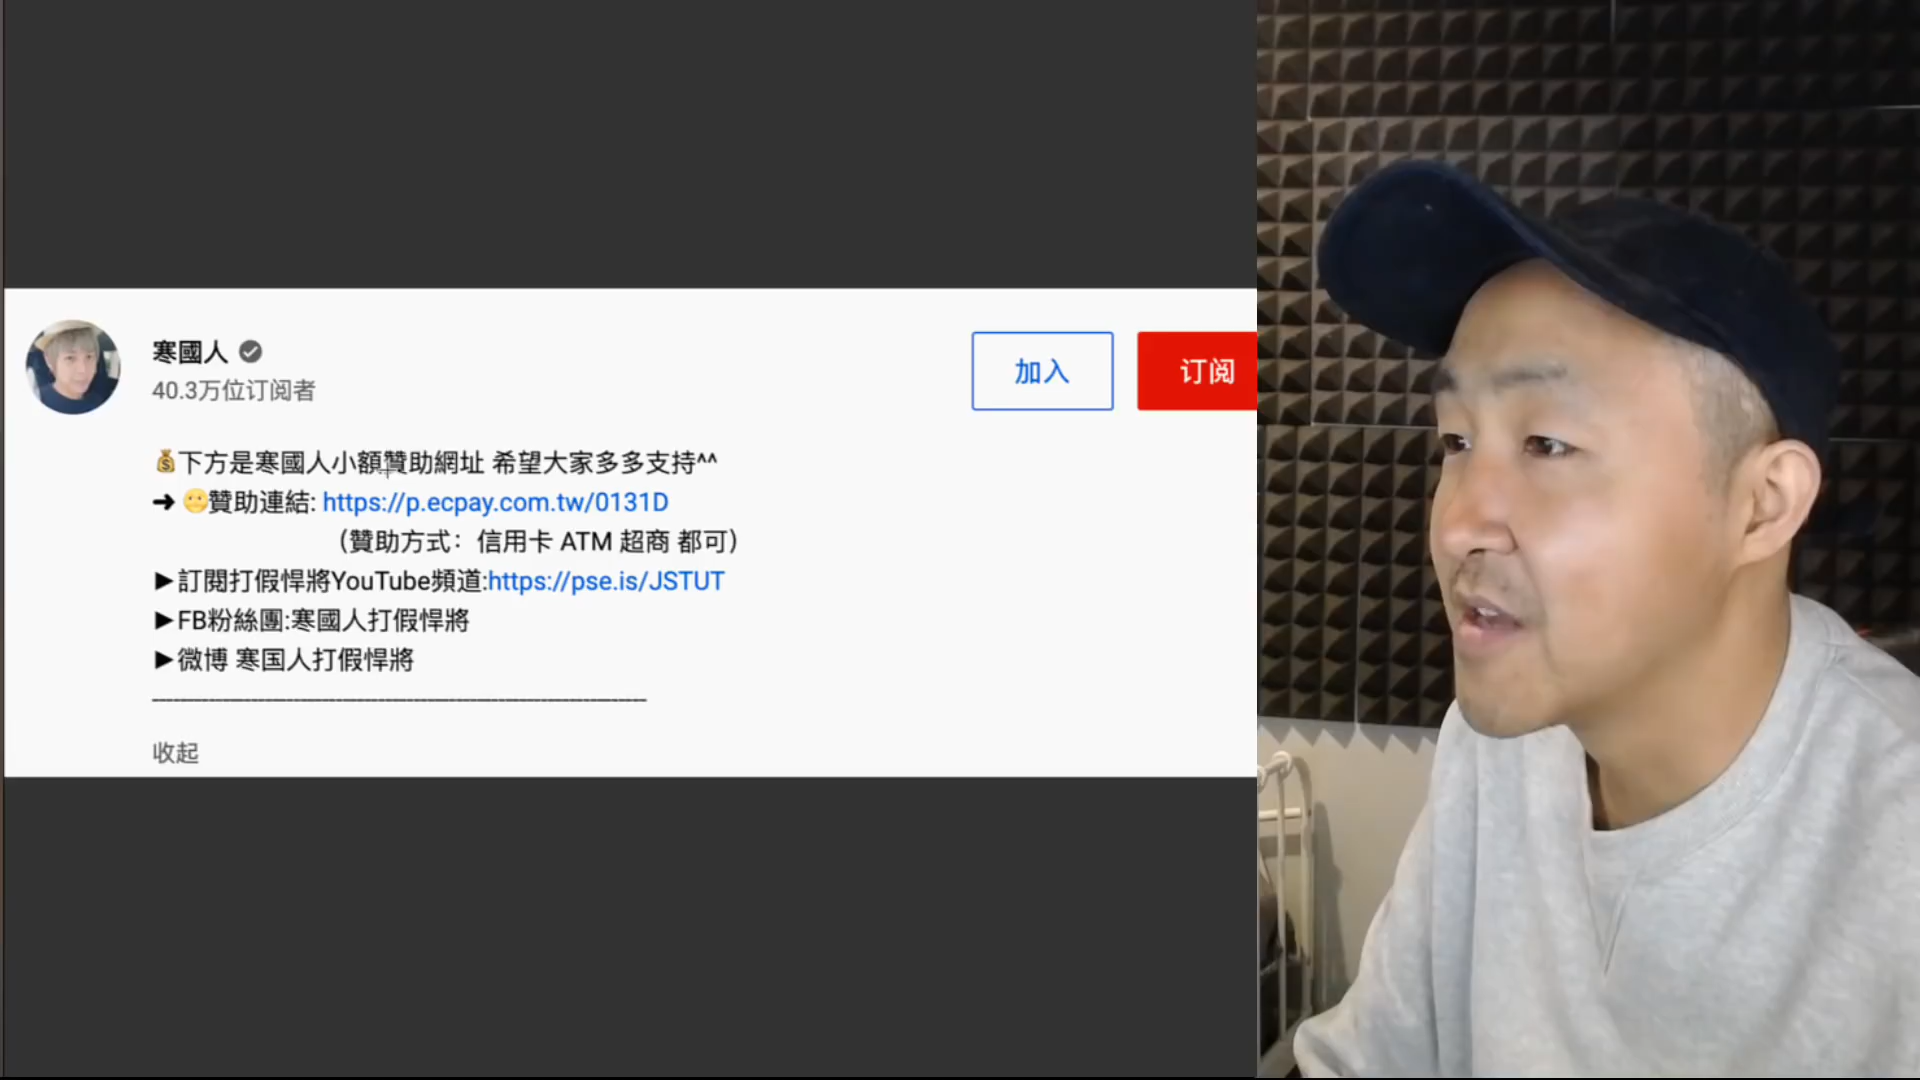 寒國人
40.3万位订阅者
加入
订阅
下方是寒國人小額贊助網址 希望大家多多支持^^
➜ 贊助連結: https://p.ecpay.com.tw/0131D
（贊助方式：信用卡 ATM 超商 都可）
▶訂閱打假悍將YouTube頻道:https://pse.is/JSTUT
▶FB粉絲團:寒國人打假悍將
▶微博 寒国人打假悍將
收起